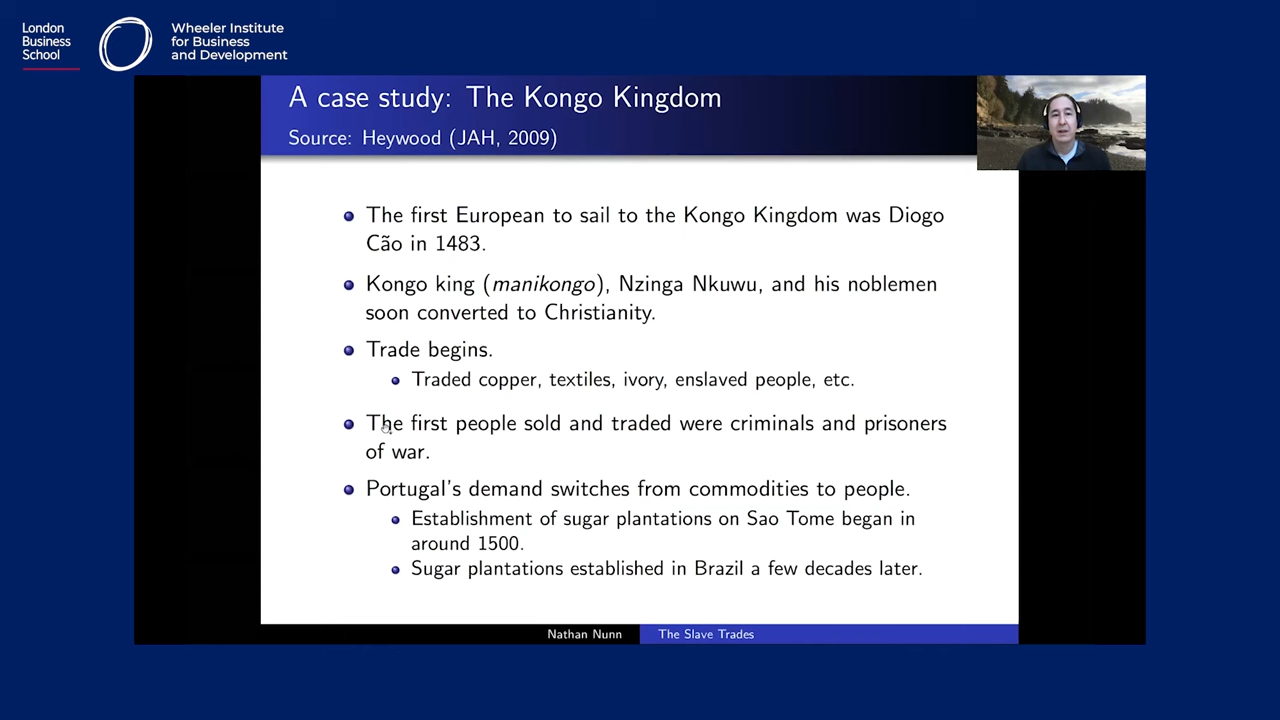 London
Business
School
Wheeler Institute
for Business
and Development
A case study: The Kongo Kingdom
Source: Heywood (JAH, 2009)
The first European to sail to the Kongo Kingdom was Diogo
Cão in 1483.
Kongo king (manikongo), Nzinga Nkuwu, and his noblemen
soon converted to Christianity.
Trade begins.
Traded copper, textiles, ivory, enslaved people, etc.
The first people sold and traded were criminals and prisoners
of war.
Portugal's demand switches from commodities to people.
Establishment of sugar plantations on Sao Tome began in
around 1500.
Sugar plantations established in Brazil a few decades later.
Nathan Nunn
The Slave Trades